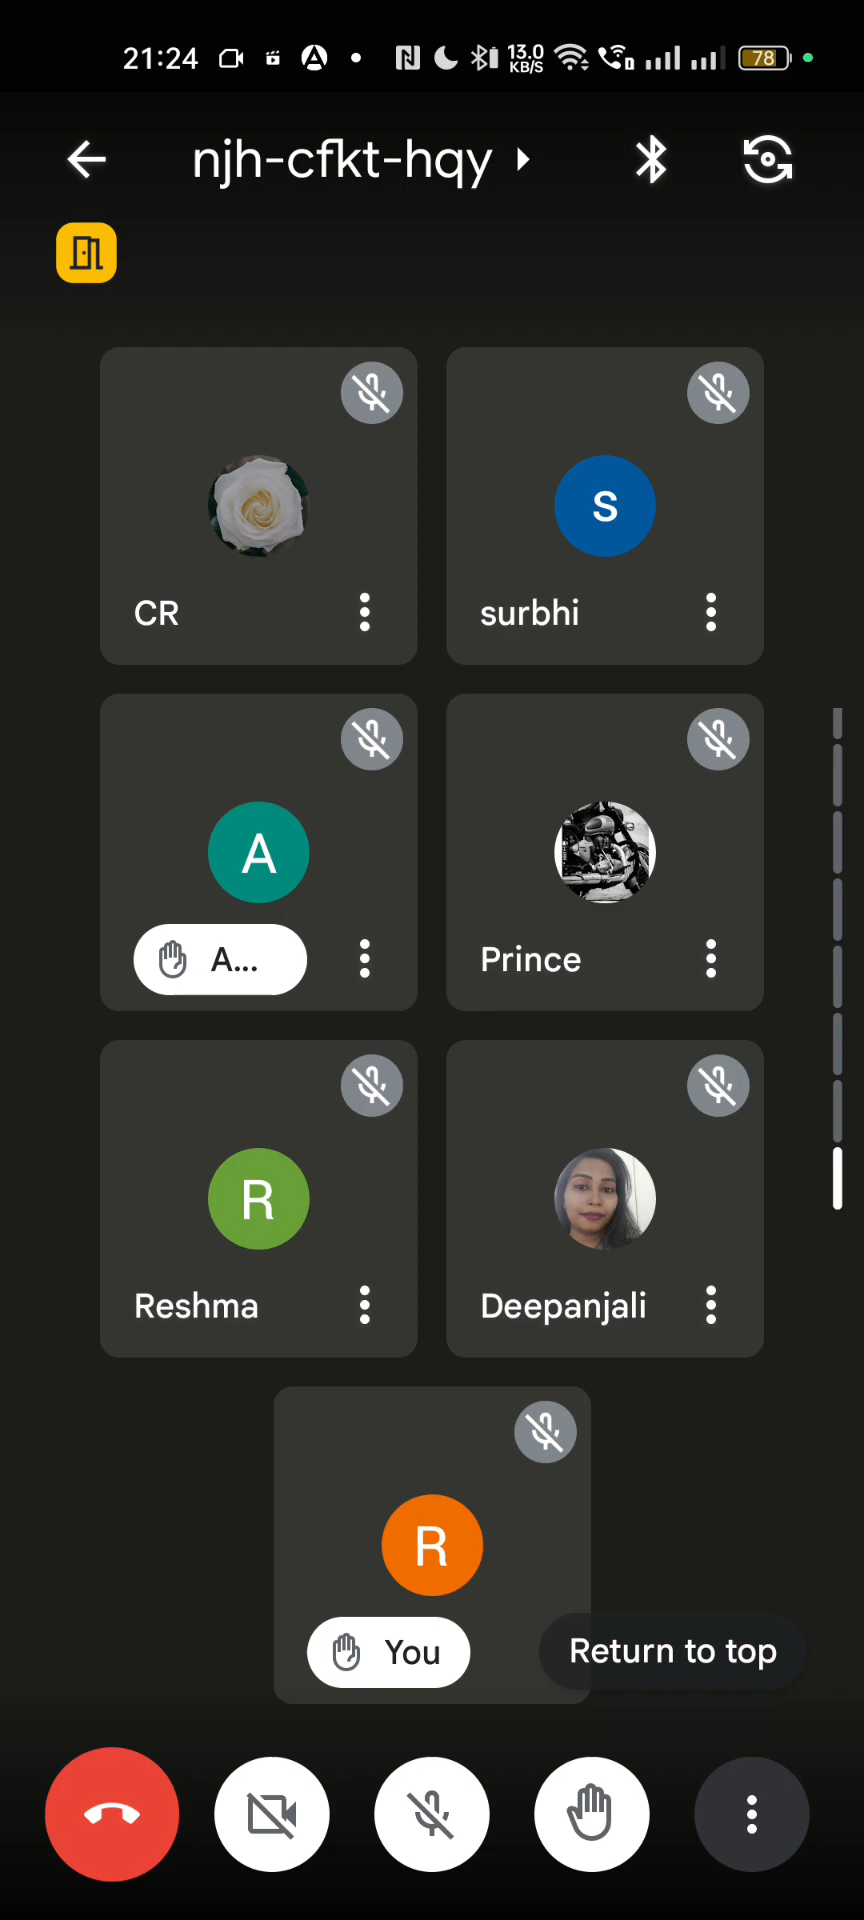 21:24 13.0 KB/S 78
njh-cfkt-hqy
CR
S
surbhi
A
A...
Prince
R
Reshma
Deepanjali
R
You
Return to top